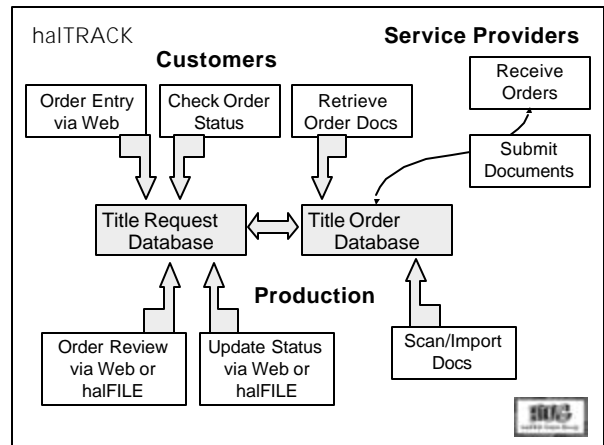 halTRACK
Service Providers
Customers
Receive
Orders
Order Entry
via Web
Check Order
Status
Retrieve
Order Docs
Submit
Documents
Title Request
Database
Title Order
Database
Production
Order Review
via Web or
halFILE
Update Status
via Web or
halFILE
Scan/Import
Docs